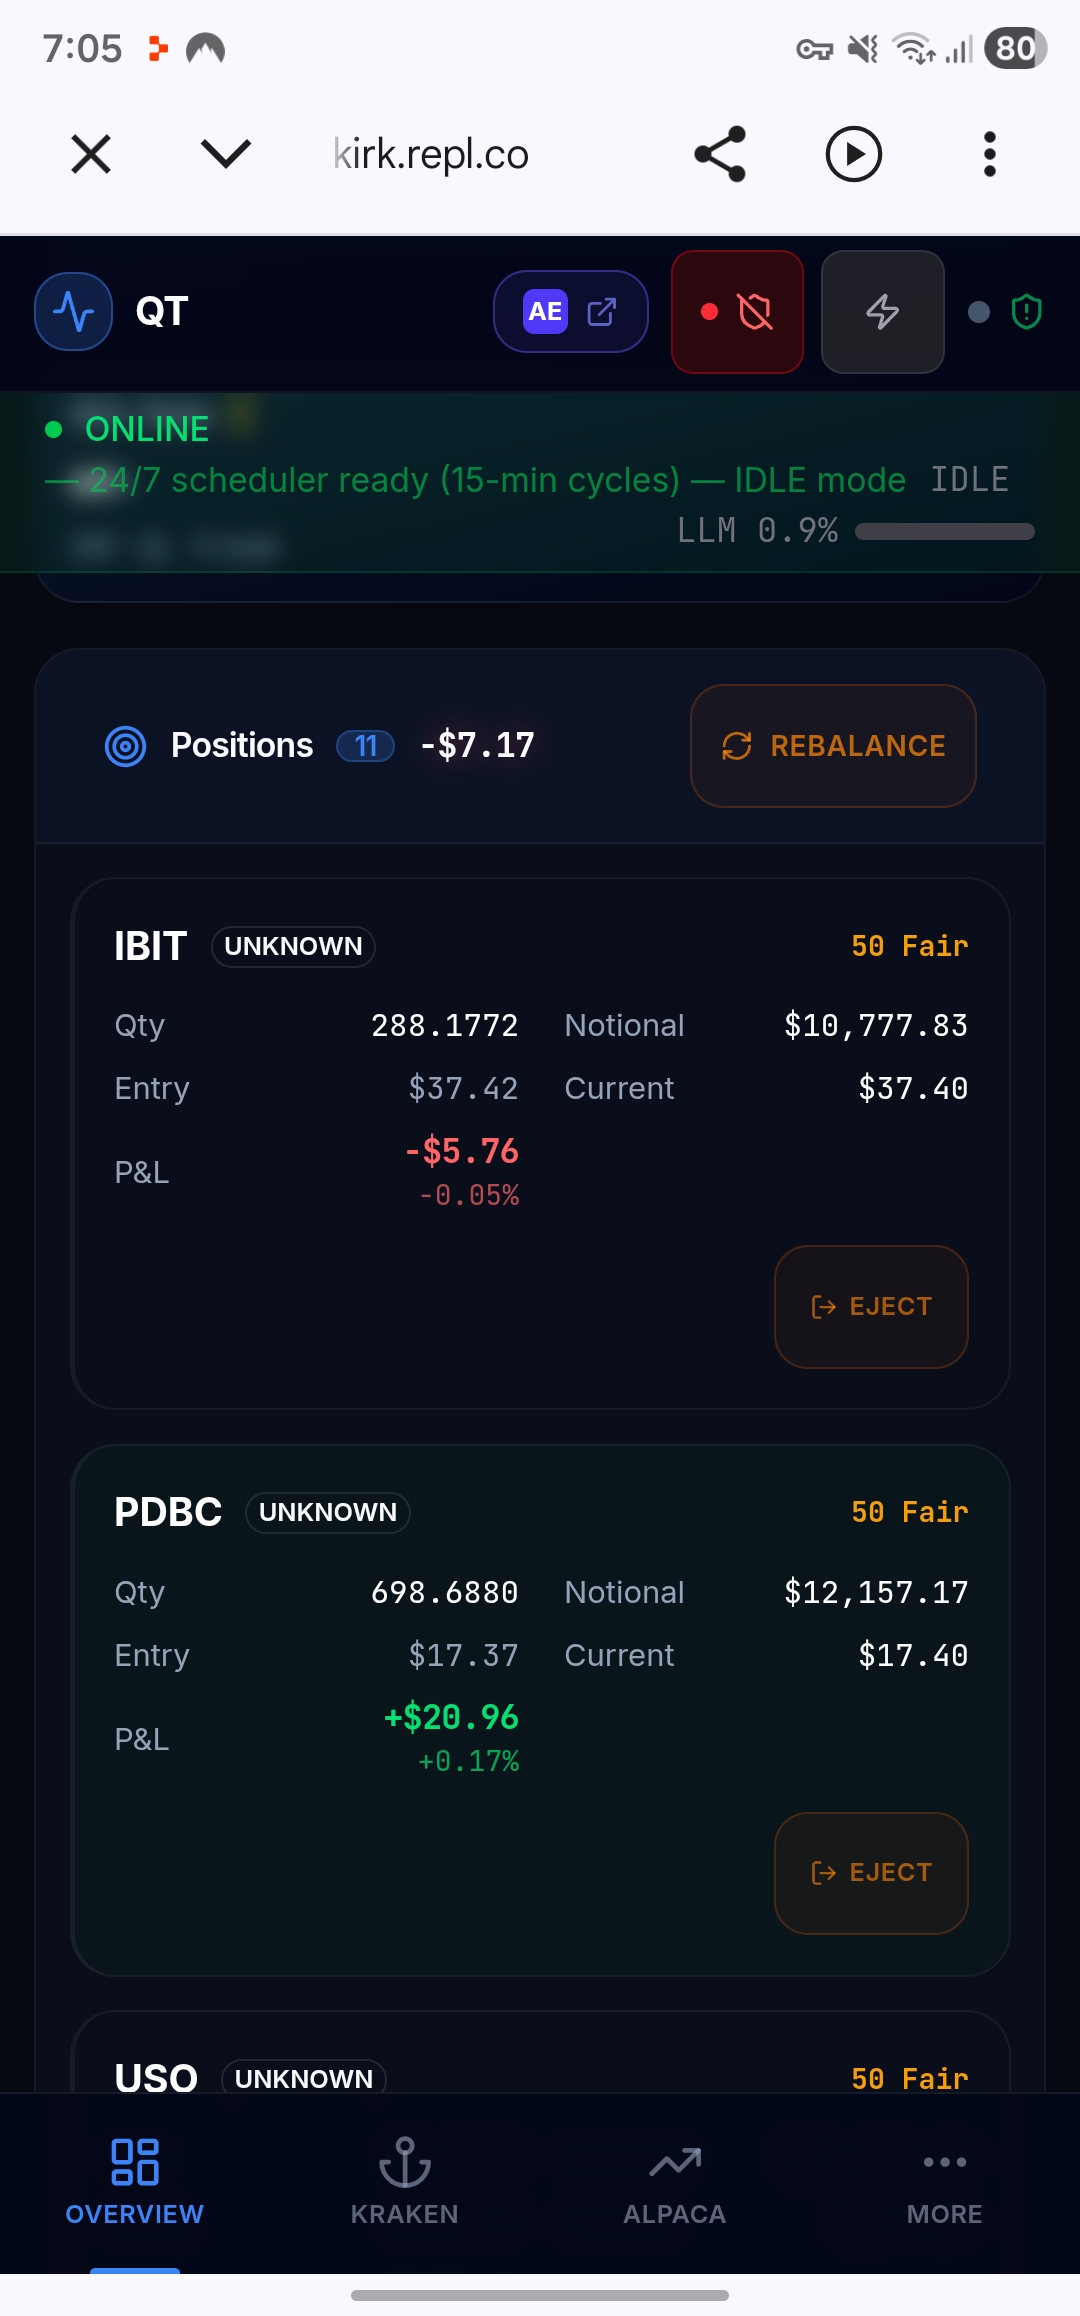 7:05
80
kirk.repl.co
QT
AE
ONLINE
— 24/7 scheduler ready (15-min cycles) — IDLE mode IDLE
LLM 0.9%
Positions 11 -$7.17 REBALANCE
IBIT UNKNOWN 50 Fair
Qty 288.1772 Notional $10,777.83
Entry $37.42 Current $37.40
P&L -$5.76
-0.05%
EJECT
PDBC UNKNOWN 50 Fair
Qty 698.6880 Notional $12,157.17
Entry $17.37 Current $17.40
P&L +$20.96
+0.17%
EJECT
USO UNKNOWN 50 Fair
OVERVIEW KRAKEN ALPACA MORE